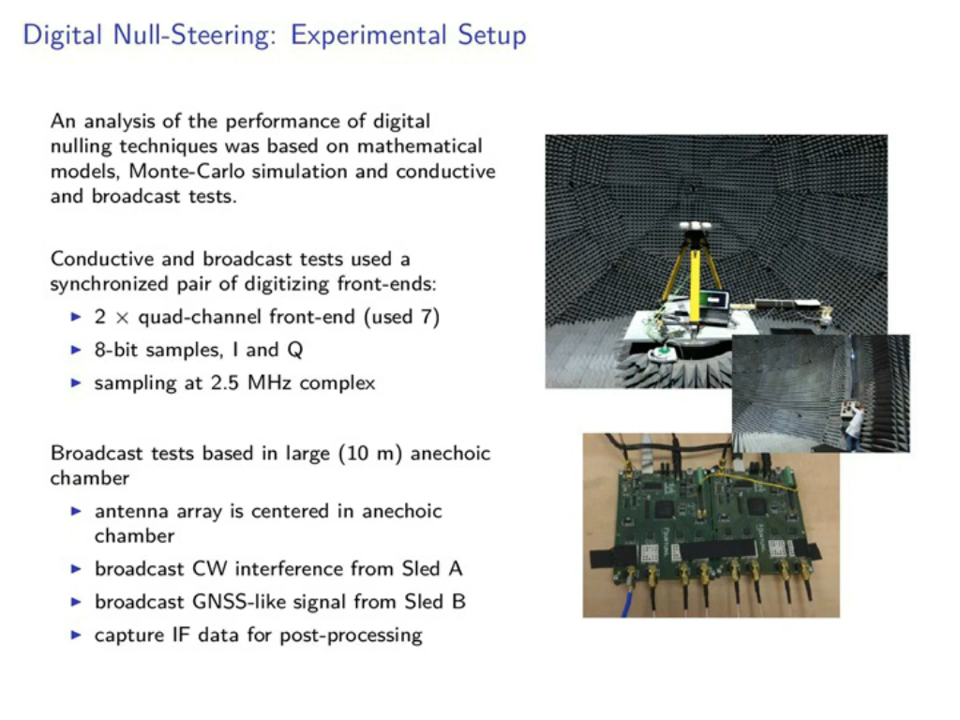 Digital Null-Steering: Experimental Setup
An analysis of the performance of digital
nulling techniques was based on mathematical
models, Monte-Carlo simulation and conductive
and broadcast tests.
Conductive and broadcast tests used a
synchronized pair of digitizing front-ends:
▶ 2 × quad-channel front-end (used 7)
▶ 8-bit samples, I and Q
▶ sampling at 2.5 MHz complex
Broadcast tests based in large (10 m) anechoic
chamber
▶ antenna array is centered in anechoic
chamber
▶ broadcast CW interference from Sled A
▶ broadcast GNSS-like signal from Sled B
▶ capture IF data for post-processing